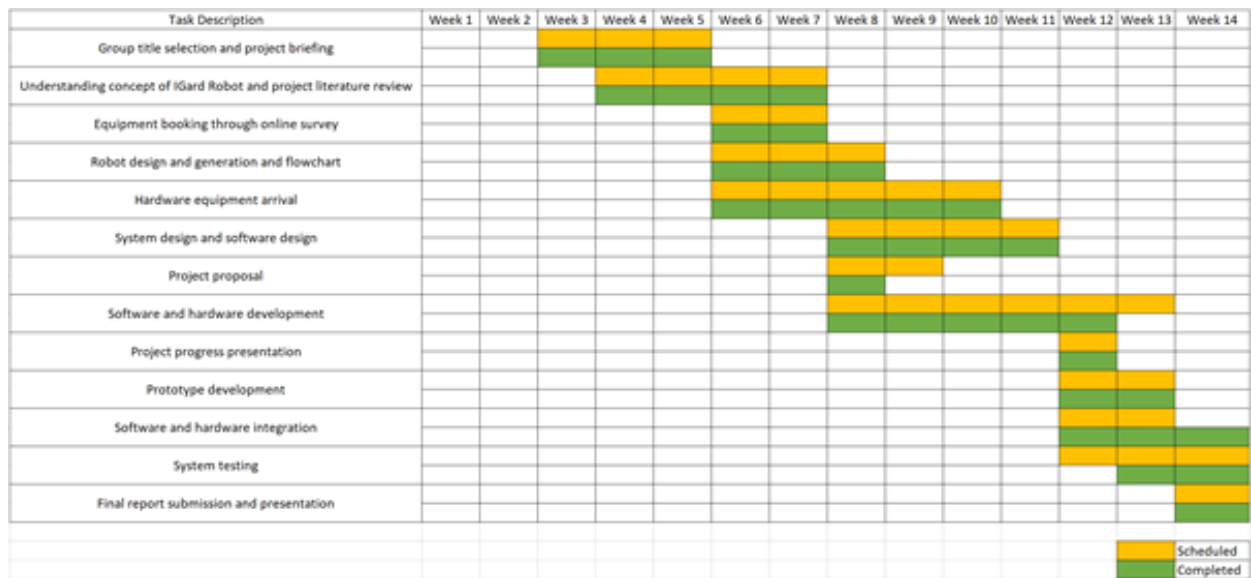 Task Description Week 1 Week 2 Week 3 Week 4 Week 5 Week 6 Week 7 Week 8 Week 9 Week 10 Week 11 Week 12 Week 13 Week 14
Group title selection and project briefing
Understanding concept of IGard Robot and project literature review
Equipment booking through online survey
Robot design and generation and flowchart
Hardware equipment arrival
System design and software design
Project proposal
Software and hardware development
Project progress presentation
Prototype development
Software and hardware integration
System testing
Final report submission and presentation
Scheduled
Completed